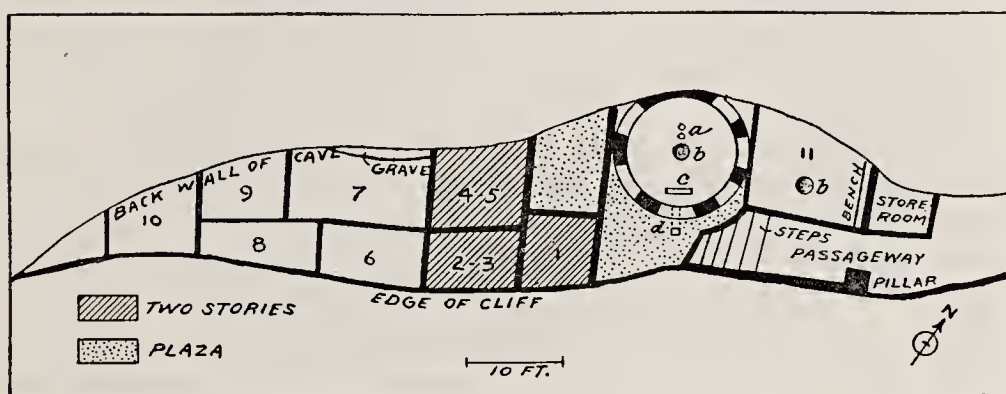 a
b
c
d
11
b
BENCH
STORE-
ROOM
STEPS
PASSAGEWAY
PILLAR
BACK WALL OF CAVE
GRAVE
10
9
7
4-5
8
6
2-3
1
EDGE OF CLIFF
TWO STORIES
PLAZA
10 FT.
N